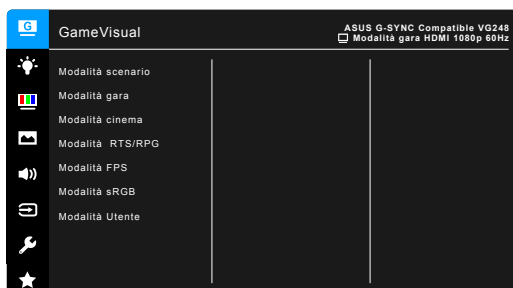 G
GameVisual
ASUS G-SYNC Compatible VG248
Modalità gara HDMI 1080p 60Hz
Modalità scenario
Modalità gara
Modalità cinema
Modalità RTS/RPG
Modalità FPS
Modalità sRGB
Modalità Utente